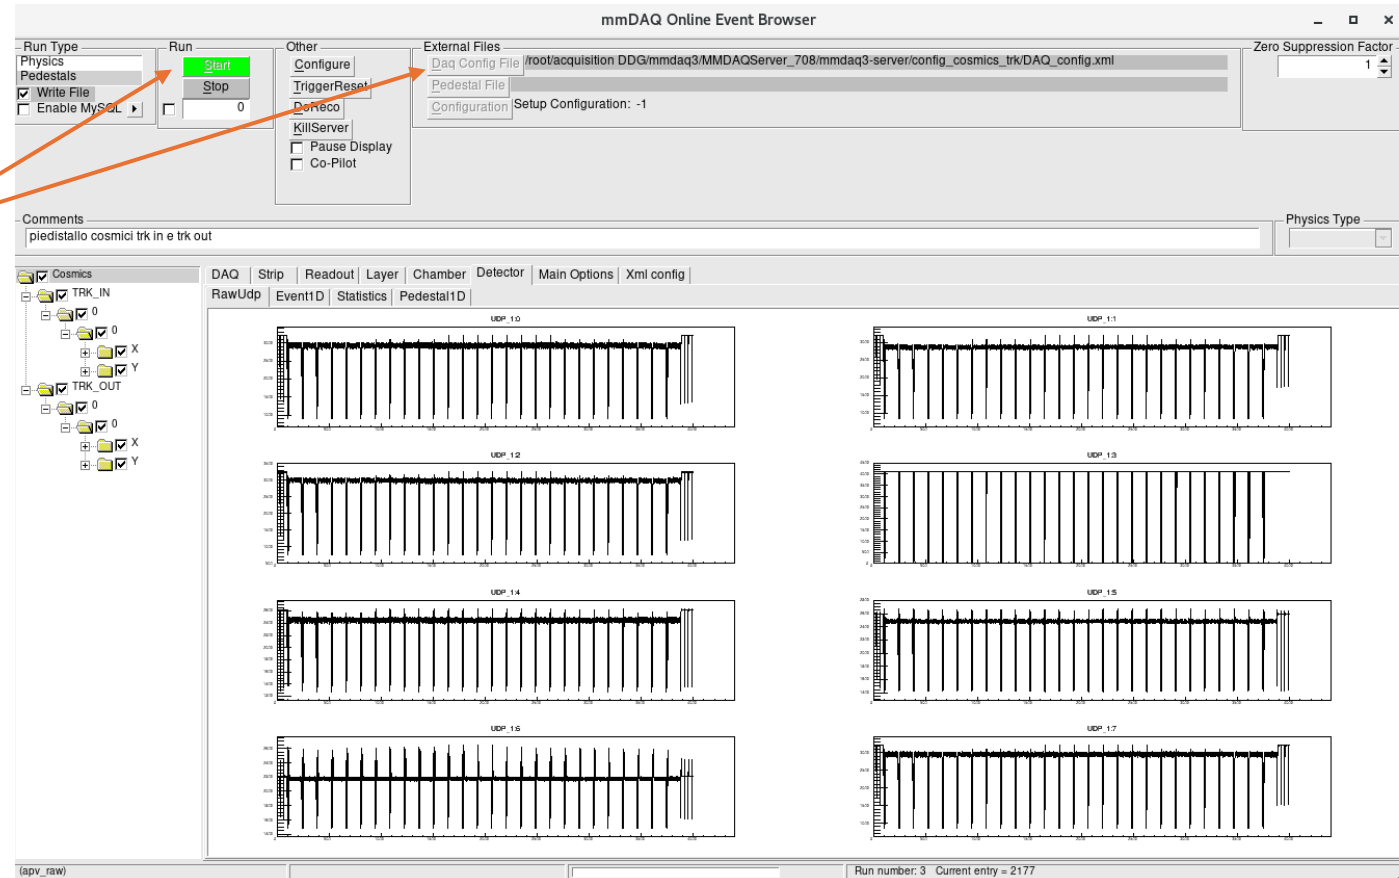 mmDAQ Online Event Browser
Run Type
Physics
Pedestals
Write File
Enable MySQL
Run
Start
Stop
0
Other
Configure
TriggerReset
DoReco
KillServer
Pause Display
Co-Pilot
External Files
Daq Config File /root/acquisition DDG/mmdaq3/MMDAQServer_708/mmdaq3-server/config_cosmics_trk/DAQ_config.xml
Pedestal File
Configuration Setup Configuration: -1
Zero Suppression Factor
1
Comments
piedistallo cosmici trk in e trk out
Physics Type
Cosmics
TRK_IN
0
0
X
Y
TRK_OUT
0
0
X
Y
DAQ Strip Readout Layer Chamber Detector Main Options Xml config
RawUdp Event1D Statistics Pedestal1D
UDP_1:0
UDP_1:1
UDP_1:2
UDP_1:3
UDP_1:4
UDP_1:5
UDP_1:6
UDP_1:7
(apv_raw)
Run number: 3 Current entry = 2177